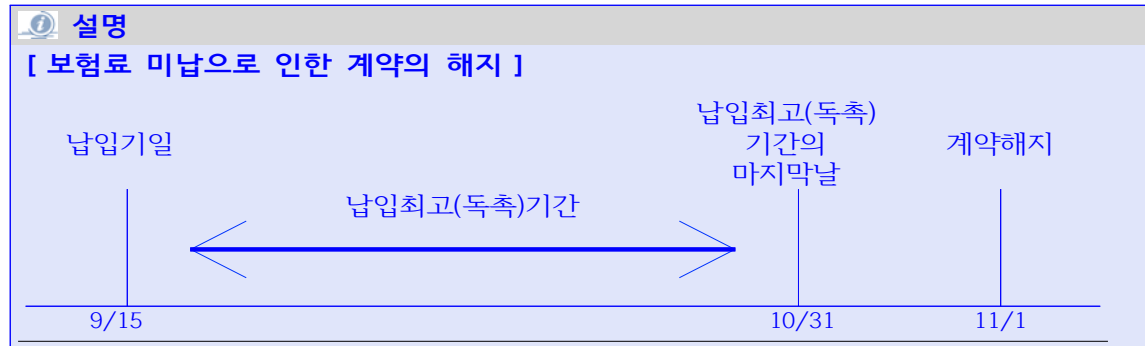 설명
[ 보험료 미납으로 인한 계약의 해지 ]
납입기일
납입최고(독촉)
기간의
마지막날
계약해지
납입최고(독촉)기간
9/15
10/31
11/1